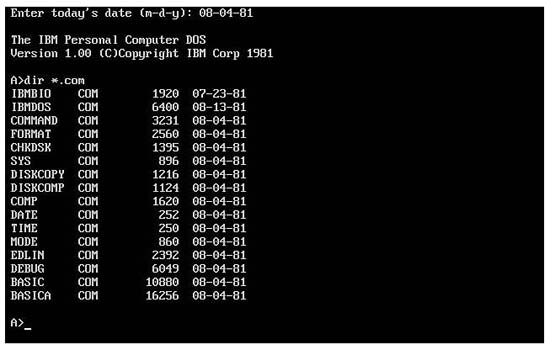 Enter today's date (m-d-y): 08-04-81
The IBM Personal Computer DOS
Version 1.00 (C)Copyright IBM Corp 1981
A>dir *.com
IBMBIO   COM      1920  07-23-81
IBMDOS   COM      6400  08-13-81
COMMAND  COM      3231  08-04-81
FORMAT   COM      2560  08-04-81
CHKDSK   COM      1395  08-04-81
SYS      COM       896  08-04-81
DISKCOPY COM      1216  08-04-81
DISKCOMP COM      1124  08-04-81
COMP     COM      1620  08-04-81
DATE     COM       252  08-04-81
TIME     COM       250  08-04-81
MODE     COM       860  08-04-81
EDLIN    COM      2392  08-04-81
DEBUG    COM      6049  08-04-81
BASIC    COM     10880  08-04-81
BASICA   COM     16256  08-04-81
A>_